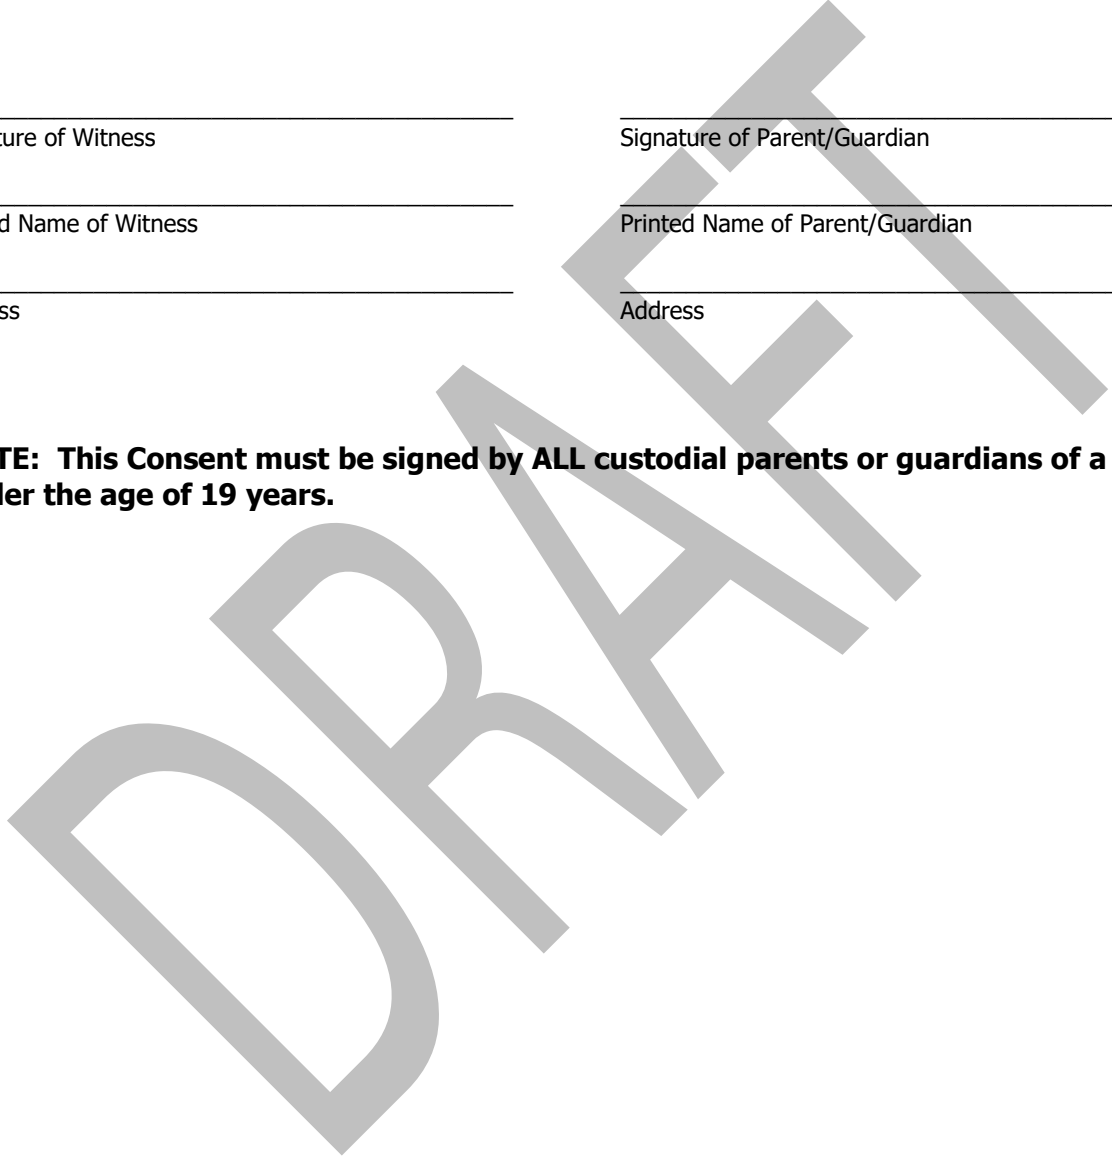 ture of Witness Signature of Parent/Guardian
d Name of Witness Printed Name of Parent/Guardian
ss Address
TE: This Consent must be signed by ALL custodial parents or guardians of a
der the age of 19 years.
DRAFT